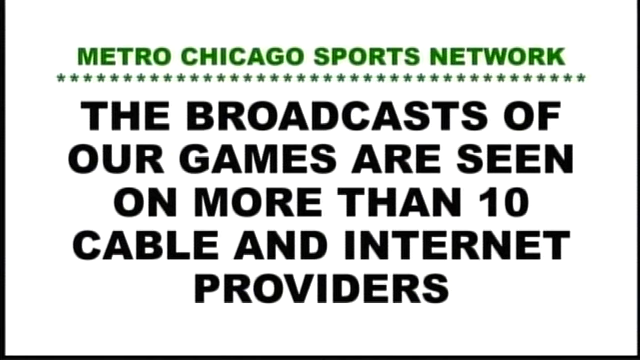 METRO CHICAGO SPORTS NETWORK
****************************************
THE BROADCASTS OF
OUR GAMES ARE SEEN
ON MORE THAN 10
CABLE AND INTERNET
PROVIDERS